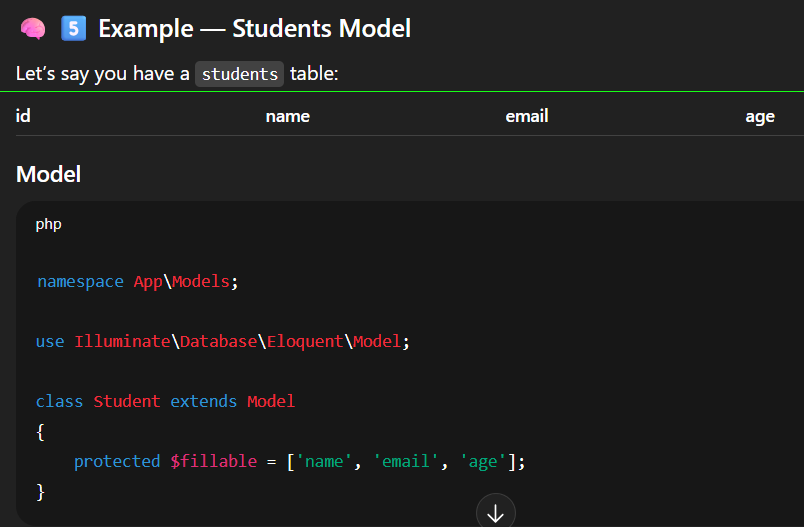 🧠 5️⃣ Example — Students Model
Let’s say you have a students table:
id name email age
Model
php
namespace App\Models;
use Illuminate\Database\Eloquent\Model;
class Student extends Model
{
    protected $fillable = ['name', 'email', 'age'];
}